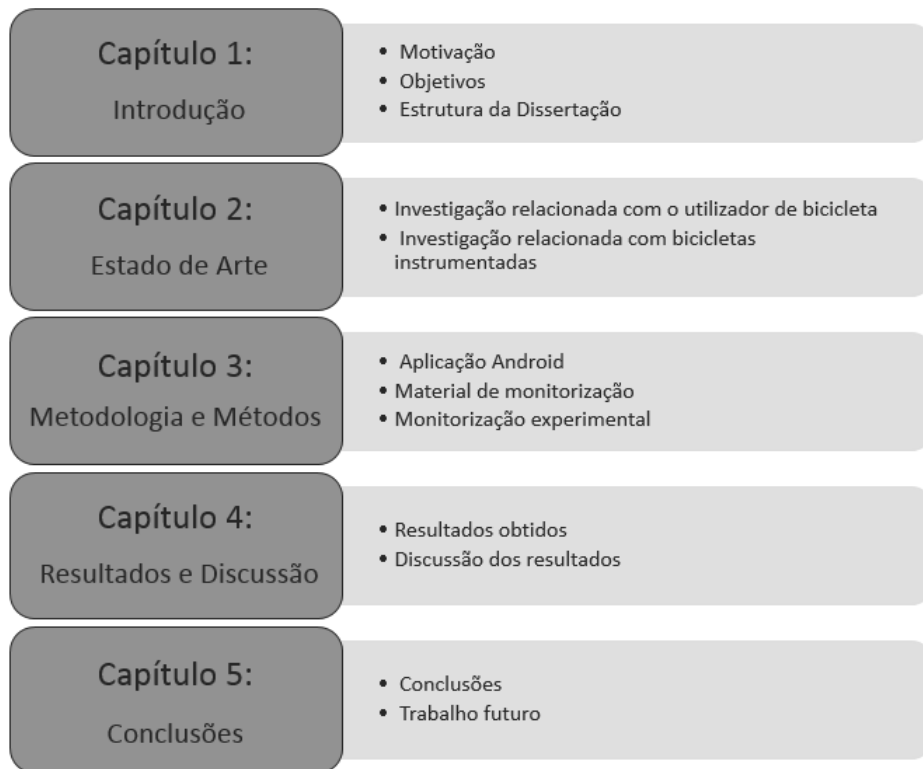 Capítulo 1:
Introdução
• Motivação
• Objetivos
• Estrutura da Dissertação
Capítulo 2:
Estado de Arte
• Investigação relacionada com o utilizador de bicicleta
• Investigação relacionada com bicicletas
instrumentadas
Capítulo 3:
Metodologia e Métodos
• Aplicação Android
• Material de monitorização
• Monitorização experimental
Capítulo 4:
Resultados e Discussão
• Resultados obtidos
• Discussão dos resultados
Capítulo 5:
Conclusões
• Conclusões
• Trabalho futuro